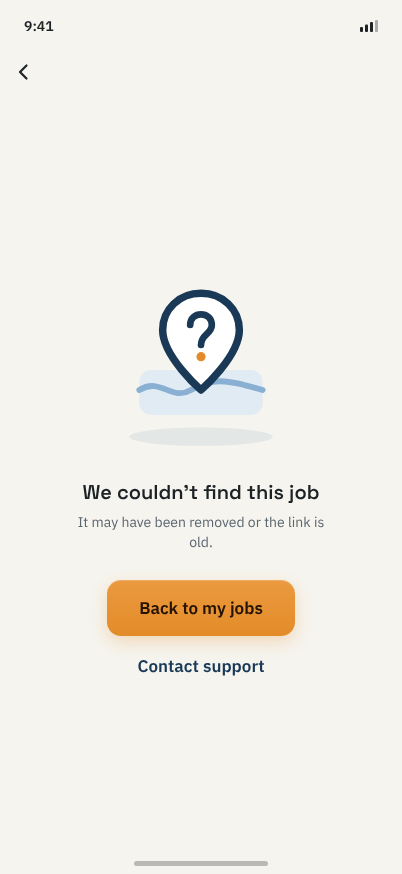 9:41
?
We couldn't find this job
It may have been removed or the link is
old.
Back to my jobs
Contact support